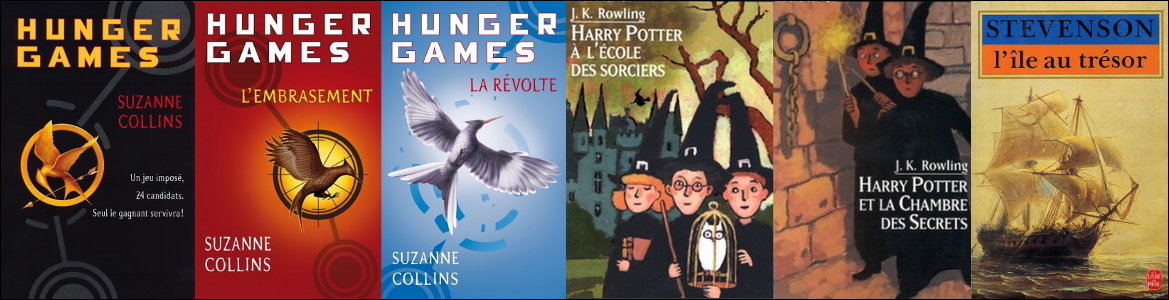 HUNGER
GAMES
SUZANNE
COLLINS
Un jeu imposé,
24 candidats.
Seul le gagnant survivra!
HUNGER
GAMES
L'EMBRASEMENT
SUZANNE
COLLINS
HUNGER
GAMES
LA RÉVOLTE
SUZANNE
COLLINS
J. K. Rowling
HARRY POTTER
À L'ÉCOLE
DES SORCIERS
J. K. Rowling
HARRY POTTER
ET LA CHAMBRE
DES SECRETS
STEVENSON
l'île au trésor